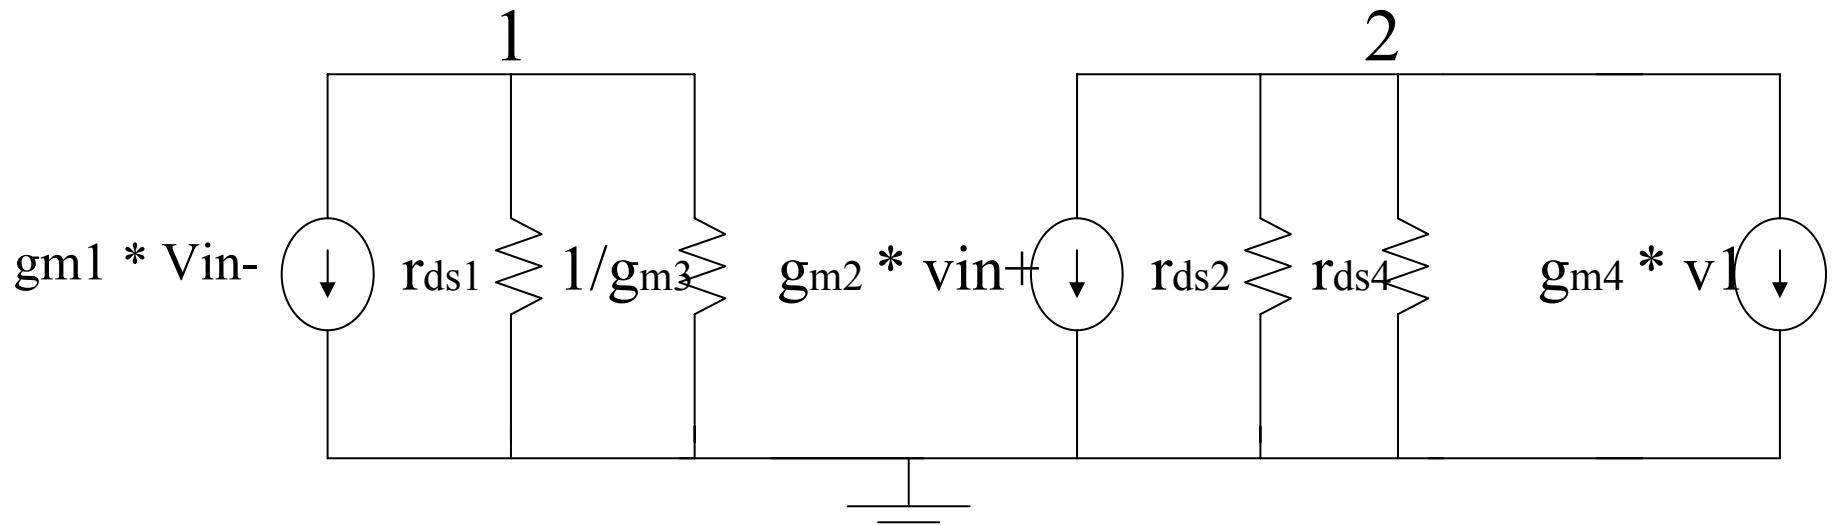 1
2
gm1 * Vin-
rds1
1/gm3
gm2 * vin+
rds2
rds4
gm4 * v1